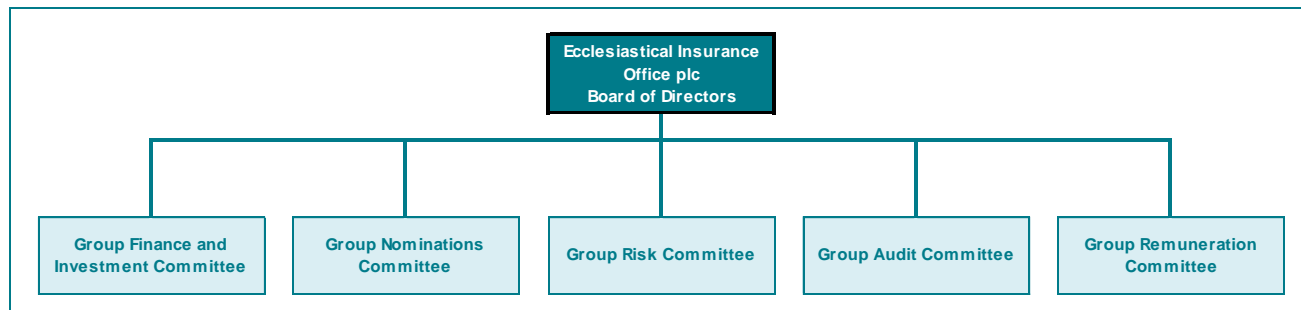 Ecclesiastical Insurance
Office plc
Board of Directors
Group Finance and
Investment Committee
Group Nominations
Committee
Group Risk Committee
Group Audit Committee
Group Remuneration
Committee